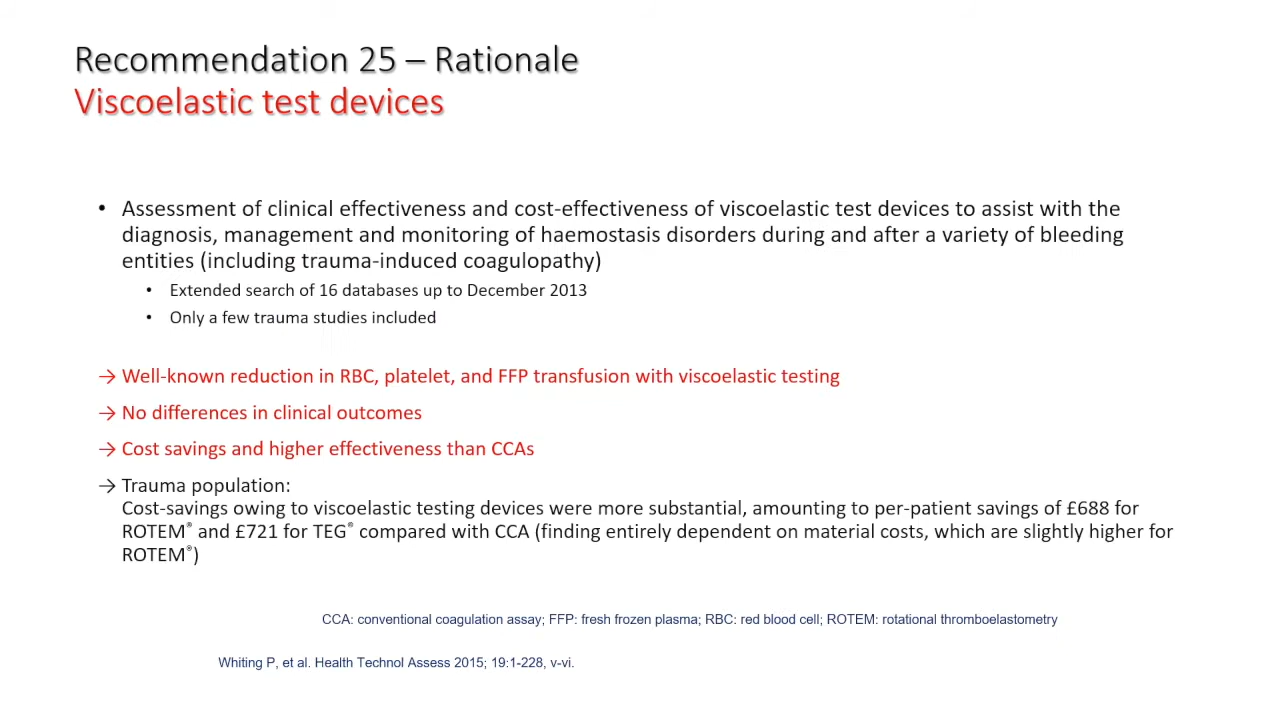 Recommendation 25 – Rationale
Viscoelastic test devices
• Assessment of clinical effectiveness and cost-effectiveness of viscoelastic test devices to assist with the
diagnosis, management and monitoring of haemostasis disorders during and after a variety of bleeding
entities (including trauma-induced coagulopathy)
• Extended search of 16 databases up to December 2013
• Only a few trauma studies included
→ Well-known reduction in RBC, platelet, and FFP transfusion with viscoelastic testing
→ No differences in clinical outcomes
→ Cost savings and higher effectiveness than CCAs
→ Trauma population:
Cost-savings owing to viscoelastic testing devices were more substantial, amounting to per-patient savings of £688 for
ROTEM® and £721 for TEG® compared with CCA (finding entirely dependent on material costs, which are slightly higher for
ROTEM®)
CCA: conventional coagulation assay; FFP: fresh frozen plasma; RBC: red blood cell; ROTEM: rotational thromboelastometry
Whiting P, et al. Health Technol Assess 2015; 19:1-228, v-vi.